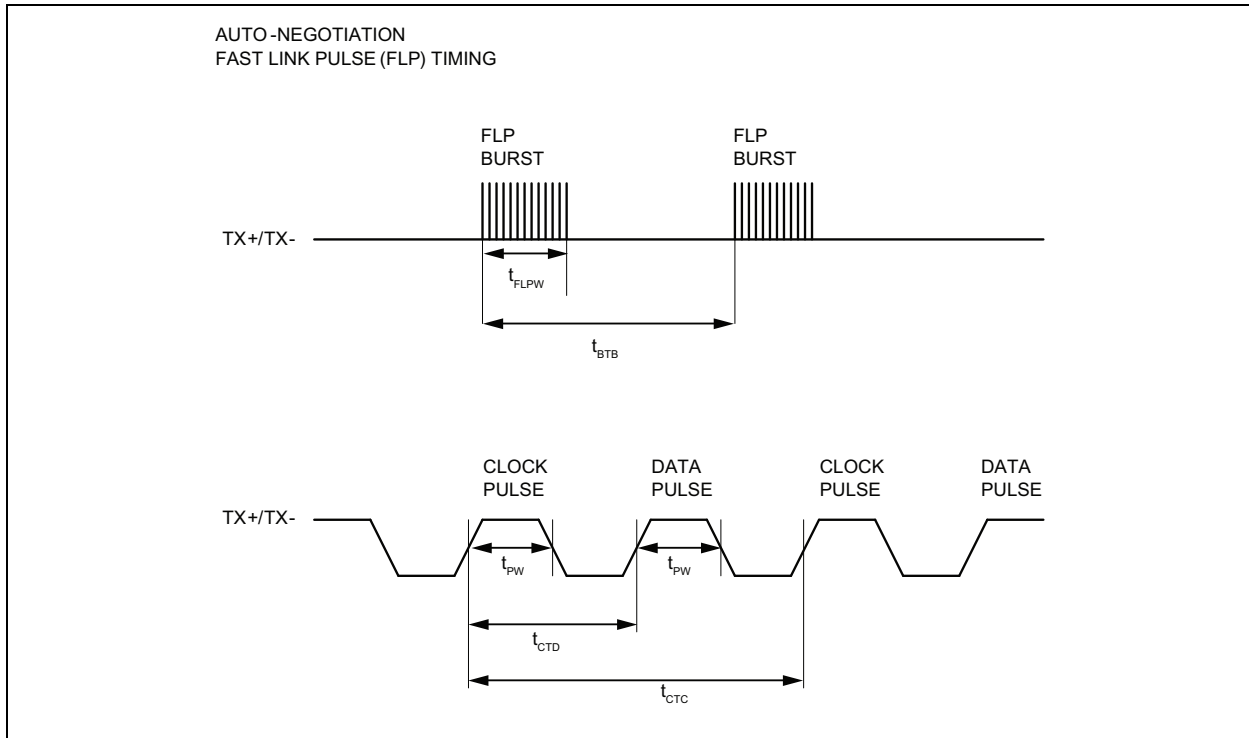 AUTO-NEGOTIATION
FAST LINK PULSE (FLP) TIMING
FLP
BURST
FLP
BURST
TX+/TX-
tFLPW
tBTB
CLOCK
PULSE
DATA
PULSE
CLOCK
PULSE
DATA
PULSE
TX+/TX-
tPW
tPW
tCTD
tCTC